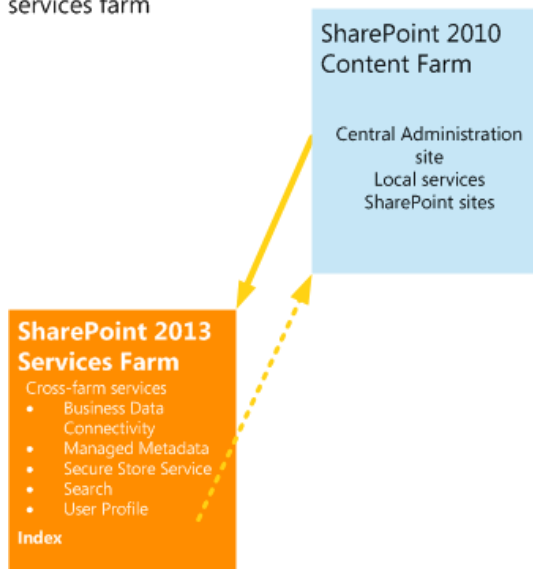 services farm
SharePoint 2010
Content Farm
Central Administration
site
Local services
SharePoint sites
SharePoint 2013
Services Farm
Cross-farm services
• Business Data
Connectivity
• Managed Metadata
• Secure Store Service
• Search
• User Profile
Index